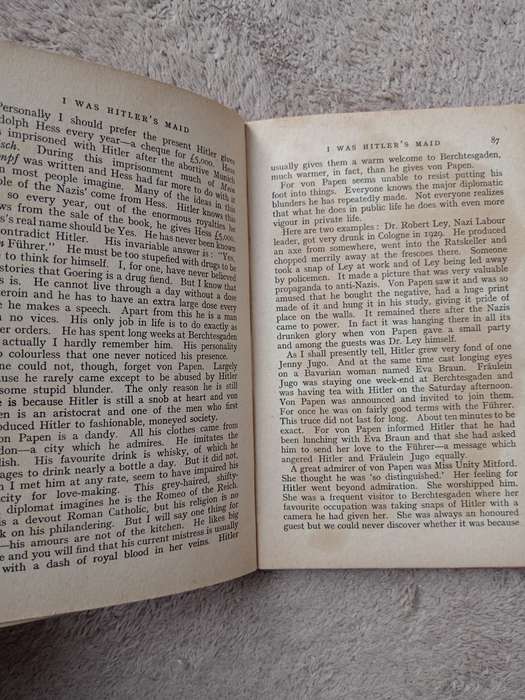 I WAS HITLER'S MAID
Personally I should prefer the present Hitler gives
dolph Hess every year—a cheque for £5,000. Hess
imprisoned with Hitler after the abortive Munich
sch. During this imprisonment much of Mein
mpf was written and Hess had far more to do with it
n most people imagine. Many of the ideas in this
ble of the Nazis' come from Hess. Hitler knows this
so every year, out of the enormous royalties he
ws from the sale of the book, he gives Hess £5,000.
s's real name should be Yes. He has never been known
contradict Hitler. His invariable answer is: "Yes,
n Führer." He must be too stupefied with drugs to be
to think for himself. I, for one, have never believed
stories that Goering is a drug fiend. But I know that
is. He cannot live through a day without a dose
eroin and he has to have an extra large dose every
he makes a speech. Apart from this he is a man
no vices. His only job in life is to do exactly as
er orders. He has spent long weeks at Berchtesgaden
actually I hardly remember him. His personality
colourless that one never noticed his presence.
ne could not, though, forget von Papen. Largely
cause he rarely came except to be abused by Hitler
some stupid blunder. The only reason he is still
e is because Hitler is still a snob at heart and von
en is an aristocrat and one of the men who first
oduced Hitler to fashionable, moneyed society.
on Papen is a dandy. All his clothes came from
don—a city which he admires. He imitates the
lish. His favourite drink is whisky, of which he
ages to drink nearly a bottle a day. But it did not,
n I met him at any rate, seem to have impaired his
city for love-making. This grey-haired, shifty-
diplomat imagines he is the Romeo of the Reich.
is a devout Roman Catholic, but his religion is no
k on his philandering. But I will say one thing for
—his amours are not of the kitchen. He likes big
e and you will find that his current mistress is usually
with a dash of royal blood in her veins. Hitler
I WAS HITLER'S MAID 87
usually gives them a warm welcome to Berchtesgaden,
much warmer, in fact, than he gives von Papen.
For von Papen seems unable to resist putting his
foot into things. Everyone knows the major diplomatic
blunders he has made in public. Not everyone realizes
that what he does in public life he does with even more
vigour in private life.
Here are two examples: Dr. Robert Ley, Nazi Labour
leader, got very drunk in Cologne in 1929. He produced
an axe from somewhere, went into the Ratskeller and
chopped merrily away at the frescoes there. Someone
took a snap of Ley at work and of Ley being led away
by policemen. It made a picture that was very valuable
propaganda to anti-Nazis. Von Papen saw it and was so
amused that he bought the negative, had a huge print
made of it and hung it in his study, giving it pride of
place on the walls. It remained there after the Nazis
came to power. In fact it was hanging there in all its
drunken glory when von Papen gave a small party
and among the guests was Dr. Ley himself.
As I shall presently tell, Hitler grew very fond of one
Jenny Jugo. And at the same time cast longing eyes
on a Bavarian woman named Eva Braun. Fräulein
Jugo was staying one week-end at Berchtesgaden and
was having tea with Hitler on the Saturday afternoon.
Von Papen was announced and invited to join them.
For once he was on fairly good terms with the Führer.
This truce did not last for long. About ten minutes to be
exact. For von Papen informed Hitler that he had
been lunching with Eva Braun and that she had asked
him to send her love to the Führer—a message which
angered Hitler and Fräulein Jugo equally.
A great admirer of von Papen was Miss Unity Mitford.
She thought he was 'so distinguished.' Her feeling for
Hitler went beyond admiration. She worshipped him.
She was a frequent visitor to Berchtesgaden where her
favourite occupation was taking snaps of Hitler with a
camera he had given her. She was always an honoured
guest but we could never discover whether it was because